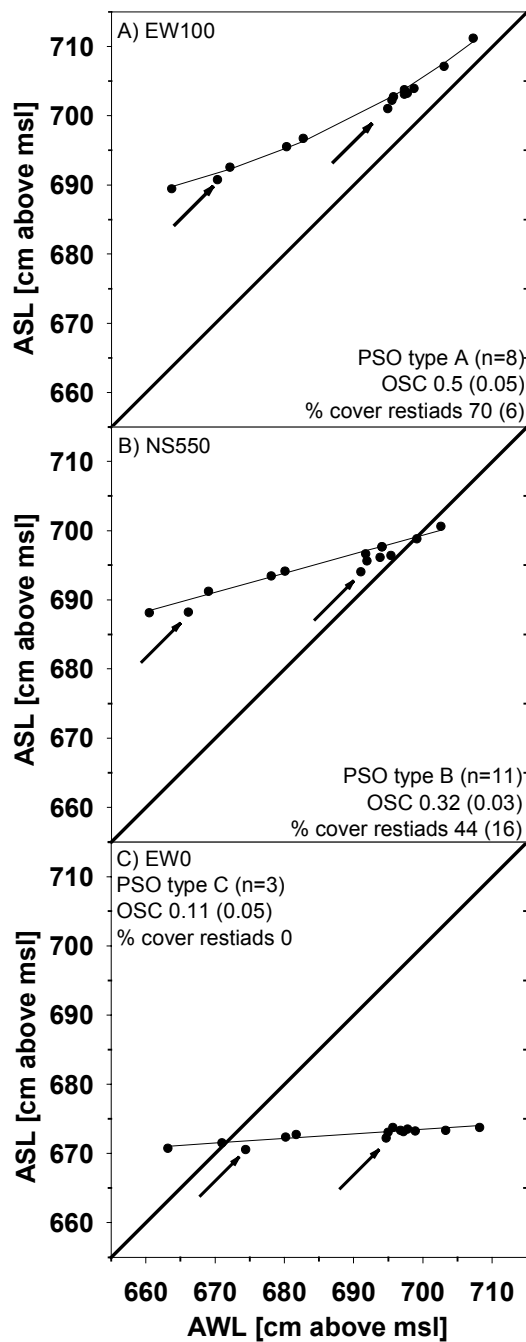 A) EW100
710
700
690
680
670
660
ASL [cm above msl]
PSO type A (n=8)
OSC 0.5 (0.05)
% cover restiads 70 (6)
B) NS550
710
700
690
680
670
660
ASL [cm above msl]
PSO type B (n=11)
OSC 0.32 (0.03)
% cover restiads 44 (16)
C) EW0
PSO type C (n=3)
OSC 0.11 (0.05)
% cover restiads 0
710
700
690
680
670
660
ASL [cm above msl]
660 670 680 690 700 710
AWL [cm above msl]